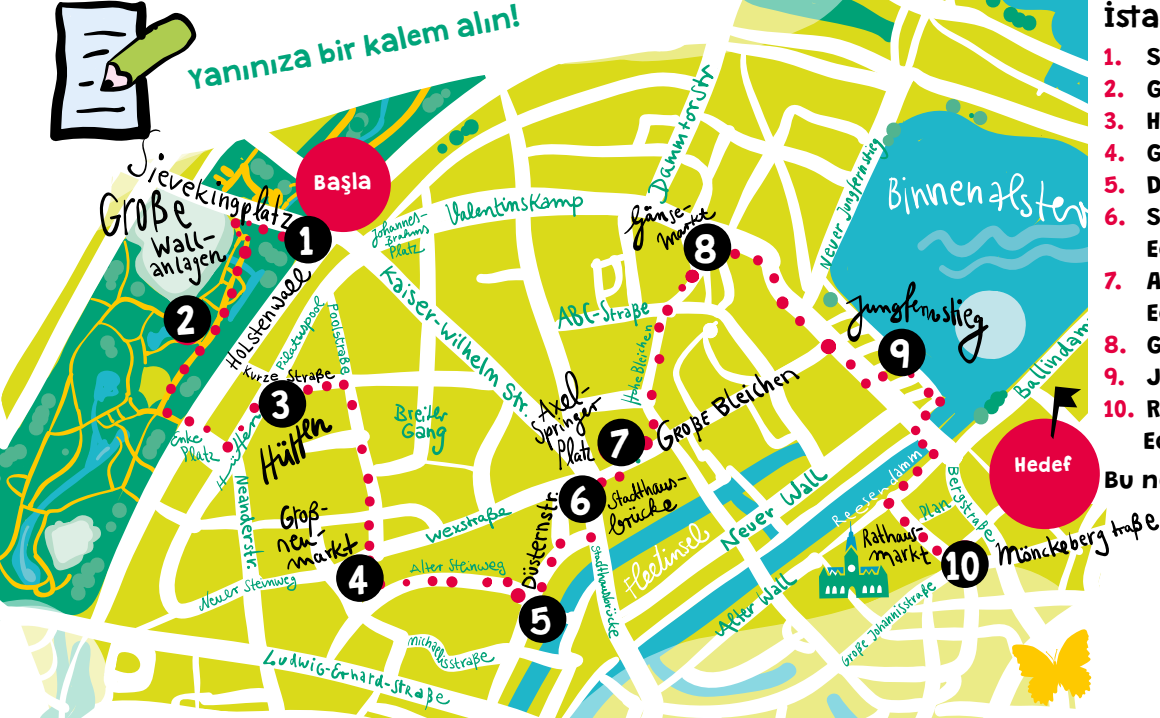 Yanınıza bir kalem alın!
Başla
Sievekingplatz
Große
Wall-
anlagen
1
2
Holstenwall
Johannes-
Brahms
Platz
Valentinskamp
Dammtorstr
Gänse-
markt
8
Neuer Jungfernstieg
Binnenalster
Kaiser-Wilhelm Str.
ABC-Straße
Hohe Bleichen
Pilatuspool
Poolstraße
Kurze Straße
3
Hütten
Enke
Platz
Neanderstr.
Breiter
Gang
Axel-
Springer
Platz
7
Große Bleichen
Jungfernstieg
9
Ballindam
Hedef
6
Stadthaus-
brücke
Groß-
neu-
markt
4
Wexstraße
Düsternstr.
Alter Steinweg
Neuer Steinweg
5
Stadthausbrücke
Fleetinsel
Neuer Wall
Alter Wall
Reesendamm
Plan
Bergstraße
Rathaus-
markt
10
Mönckeberg traße
Große Johannisstraße
Michaelisstraße
Ludwig-Erhard-Straße
İsta
1. S
2. G
3. H
4. G
5. D
6. S
E
7. A
E
8. G
9. J
10. R
E
Bu n